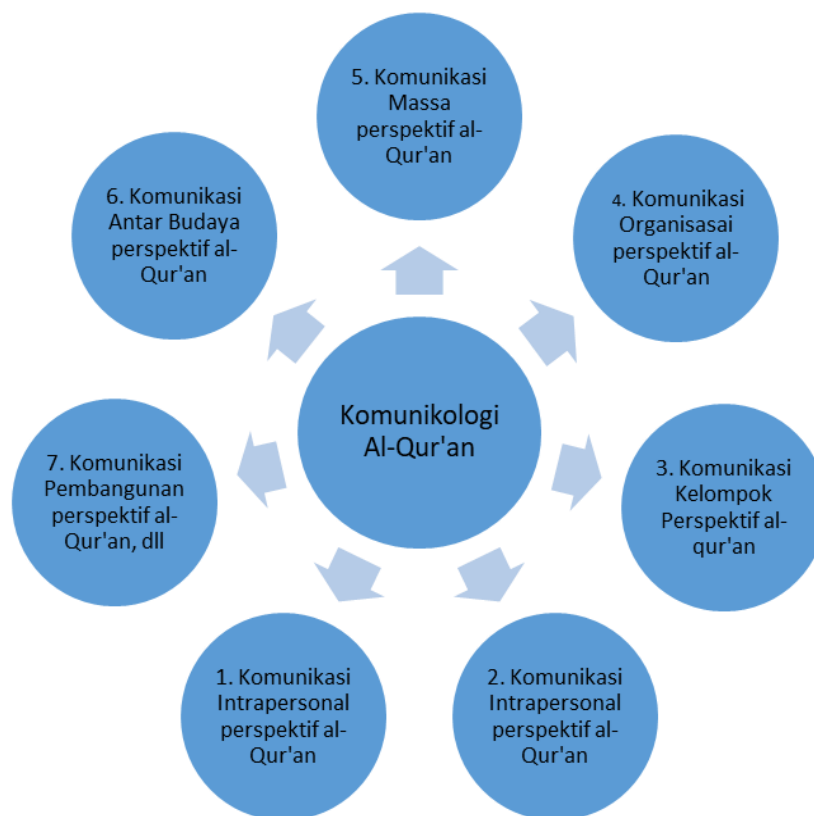 5. Komunikasi
Massa
perspektif al-
Qur'an
6. Komunikasi
Antar Budaya
perspektif al-
Qur'an
4. Komunikasi
Organisasai
perspektif al-
Qur'an
Komunikologi
Al-Qur'an
7. Komunikasi
Pembangunan
perspektif al-
Qur'an, dll
3. Komunikasi
Kelompok
Perspektif al-
qur'an
1. Komunikasi
Intrapersonal
perspektif al-
Qur'an
2. Komunikasi
Intrapersonal
perspektif al-
Qur'an